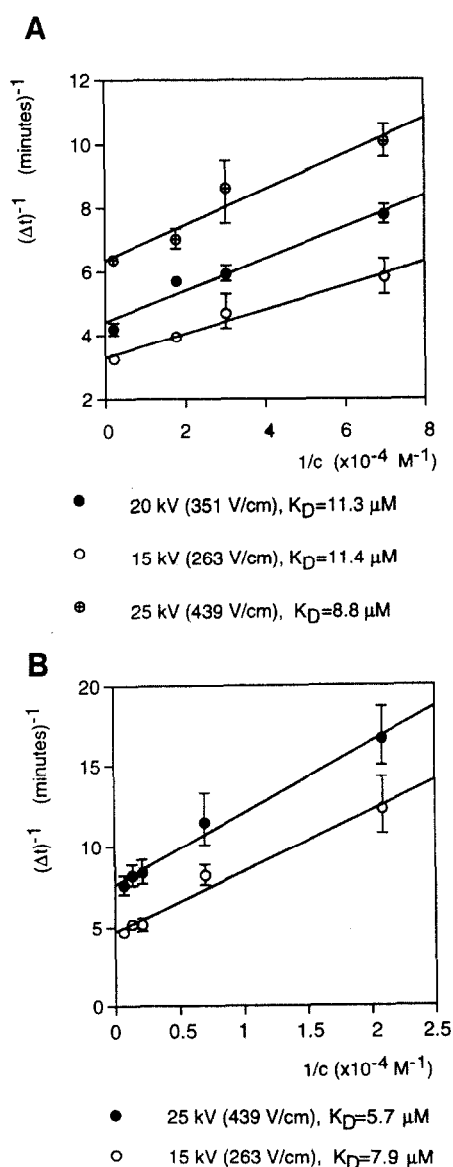 A
(Δt)⁻¹ (minutes)⁻¹
12
10
8
6
4
2
0 2 4 6 8
1/c (x10⁻⁴ M⁻¹)
● 20 kV (351 V/cm), K_D=11.3 μM
○ 15 kV (263 V/cm), K_D=11.4 μM
⊕ 25 kV (439 V/cm), K_D=8.8 μM
B
(Δt)⁻¹ (minutes)⁻¹
20
15
10
5
0
0 0.5 1 1.5 2 2.5
1/c (x10⁻⁴ M⁻¹)
● 25 kV (439 V/cm), K_D=5.7 μM
○ 15 kV (263 V/cm), K_D=7.9 μM